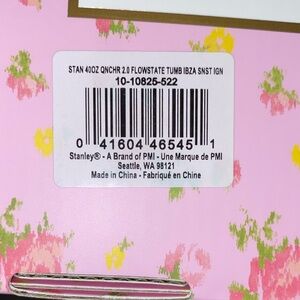 STAN 40OZ QNCHR 2.0 FLOWSTATE TUMB IBZA SNST IGN
10-10825-522
0 41604 46545 1
Stanley® - A Brand of PMI - Une Marque de PMI
Seattle, WA 98121
Made in China - Fabriqué en Chine